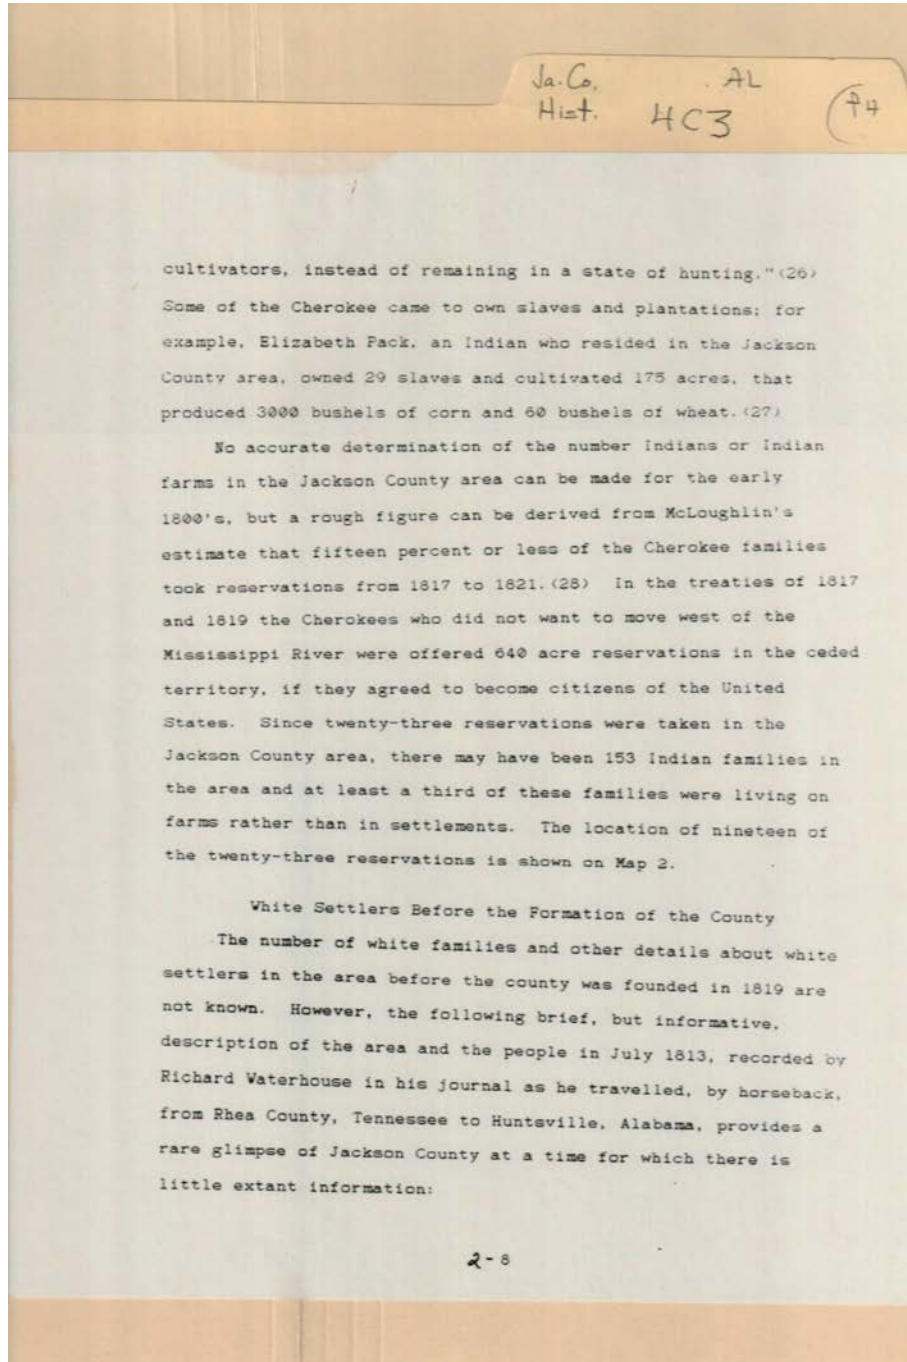 Ja. Co. AL
Hist. 4C3 P4
cultivators, instead of remaining in a state of hunting."(26)
Some of the Cherokee came to own slaves and plantations; for
example, Elizabeth Pack, an Indian who resided in the Jackson
County area, owned 29 slaves and cultivated 175 acres, that
produced 3000 bushels of corn and 60 bushels of wheat.(27)
No accurate determination of the number Indians or Indian
farms in the Jackson County area can be made for the early
1800's, but a rough figure can be derived from McLoughlin's
estimate that fifteen percent or less of the Cherokee families
took reservations from 1817 to 1821.(28) In the treaties of 1817
and 1819 the Cherokees who did not want to move west of the
Mississippi River were offered 640 acre reservations in the ceded
territory, if they agreed to become citizens of the United
States. Since twenty-three reservations were taken in the
Jackson County area, there may have been 153 Indian families in
the area and at least a third of these families were living on
farms rather than in settlements. The location of nineteen of
the twenty-three reservations is shown on Map 2.
White Settlers Before the Formation of the County
The number of white families and other details about white
settlers in the area before the county was founded in 1819 are
not known. However, the following brief, but informative,
description of the area and the people in July 1813, recorded by
Richard Waterhouse in his journal as he travelled, by horseback,
from Rhea County, Tennessee to Huntsville, Alabama, provides a
rare glimpse of Jackson County at a time for which there is
little extant information:
2-8